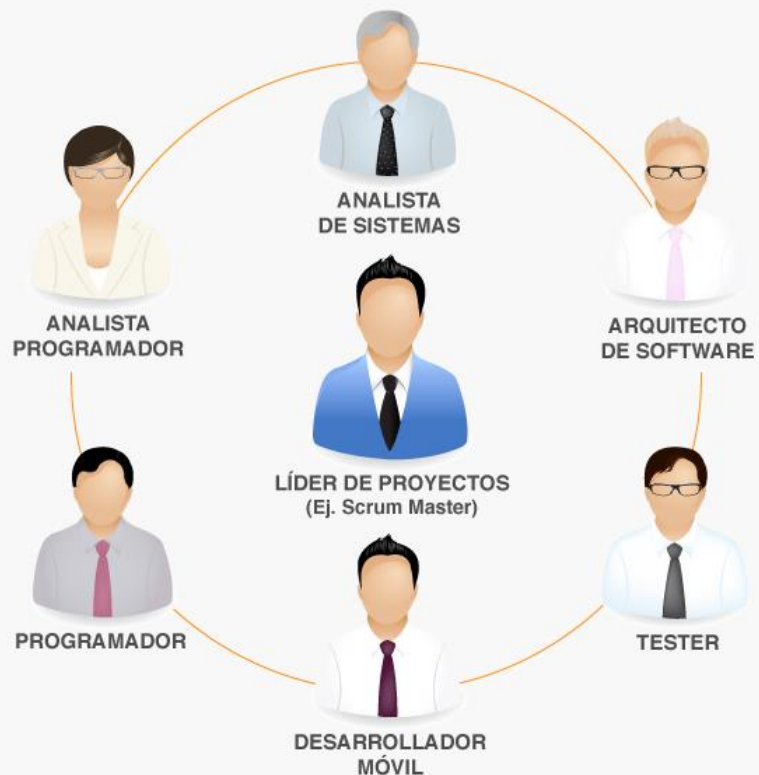 ANALISTA
DE SISTEMAS
ANALISTA
PROGRAMADOR
ARQUITECTO
DE SOFTWARE
LÍDER DE PROYECTOS
(Ej. Scrum Master)
PROGRAMADOR
TESTER
DESARROLLADOR
MÓVIL